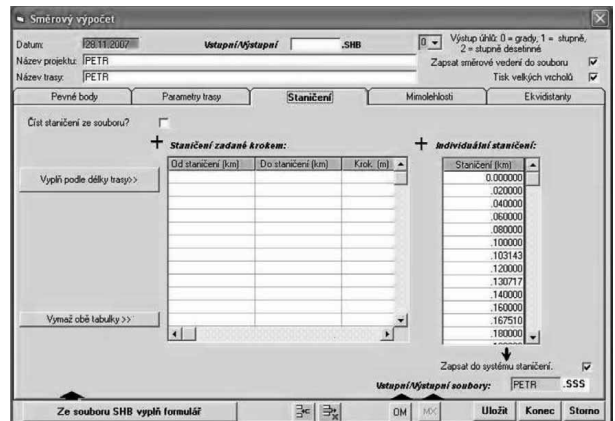 Směrový výpočet
Datum: 28.11.2007 Vstupní/Výstupní .SHB 0 Výstup úhlů: 0 = grady, 1 = stupně, 2 = stupně desetinné
Název projektu: PETR Zapsat směrové vedení do souboru
Název trasy: PETR Tisk velkých vrcholů
Pevné body Parametry trasy Staničení Mimolehlosti Ekvidistanty
Číst staničení ze souboru?
+ Staničení zadané krokem: + Individuální staničení:
Od staničení (km) Do staničení (km) Krok. (m) Staničení (km)
Vyplň podle délky trasy>>
0.000000
.020000
.040000
.060000
.080000
.100000
.103143
.120000
.130717
.140000
.160000
.167510
.180000
Vymaž obě tabulky >>
Zapsat do systému staničení.
Vstupní/Výstupní soubory: PETR .SSS
Ze souboru SHB vyplň formulář OM MX Uložit Konec Storno